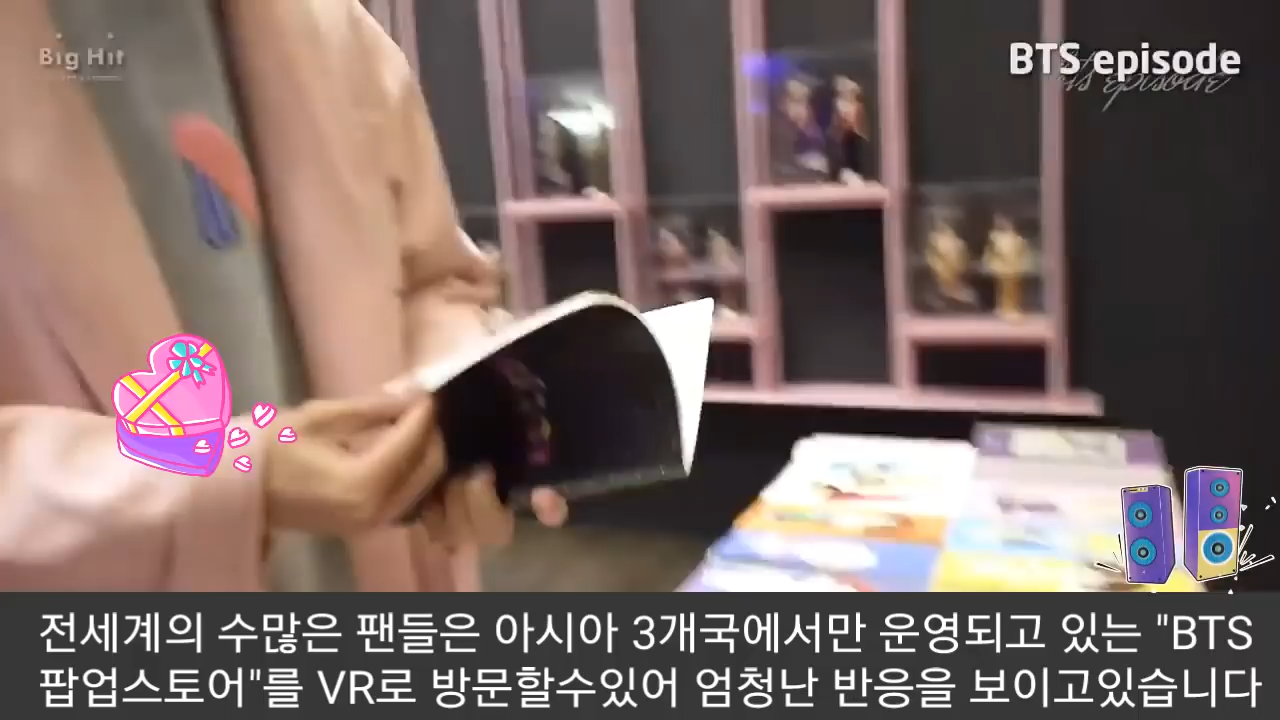 Big Hit
BTS episode
bts episode
전세계의 수많은 팬들은 아시아 3개국에서만 운영되고 있는 "BTS
팝업스토어"를 VR로 방문할수있어 엄청난 반응을 보이고있습니다